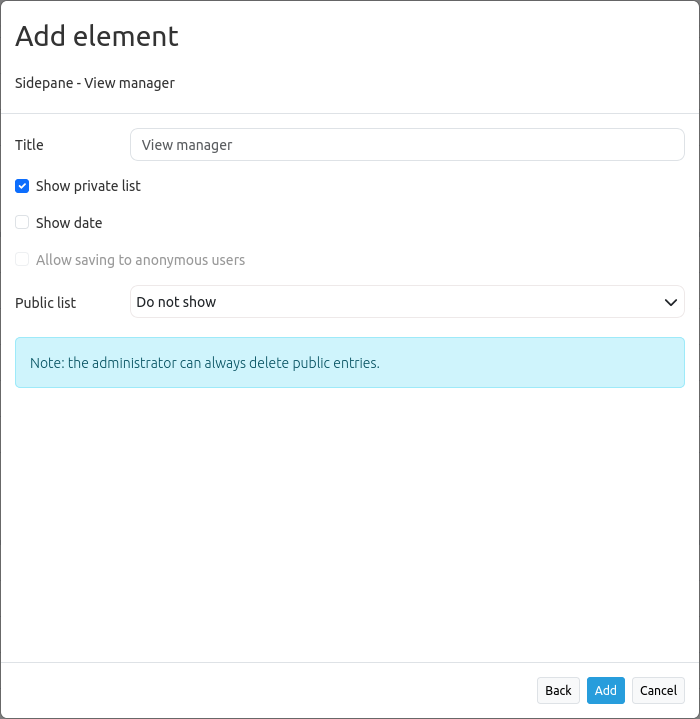 Add element
Sidepane - View manager
Title View manager
Show private list
Show date
Allow saving to anonymous users
Public list Do not show
Note: the administrator can always delete public entries.
Back Add Cancel